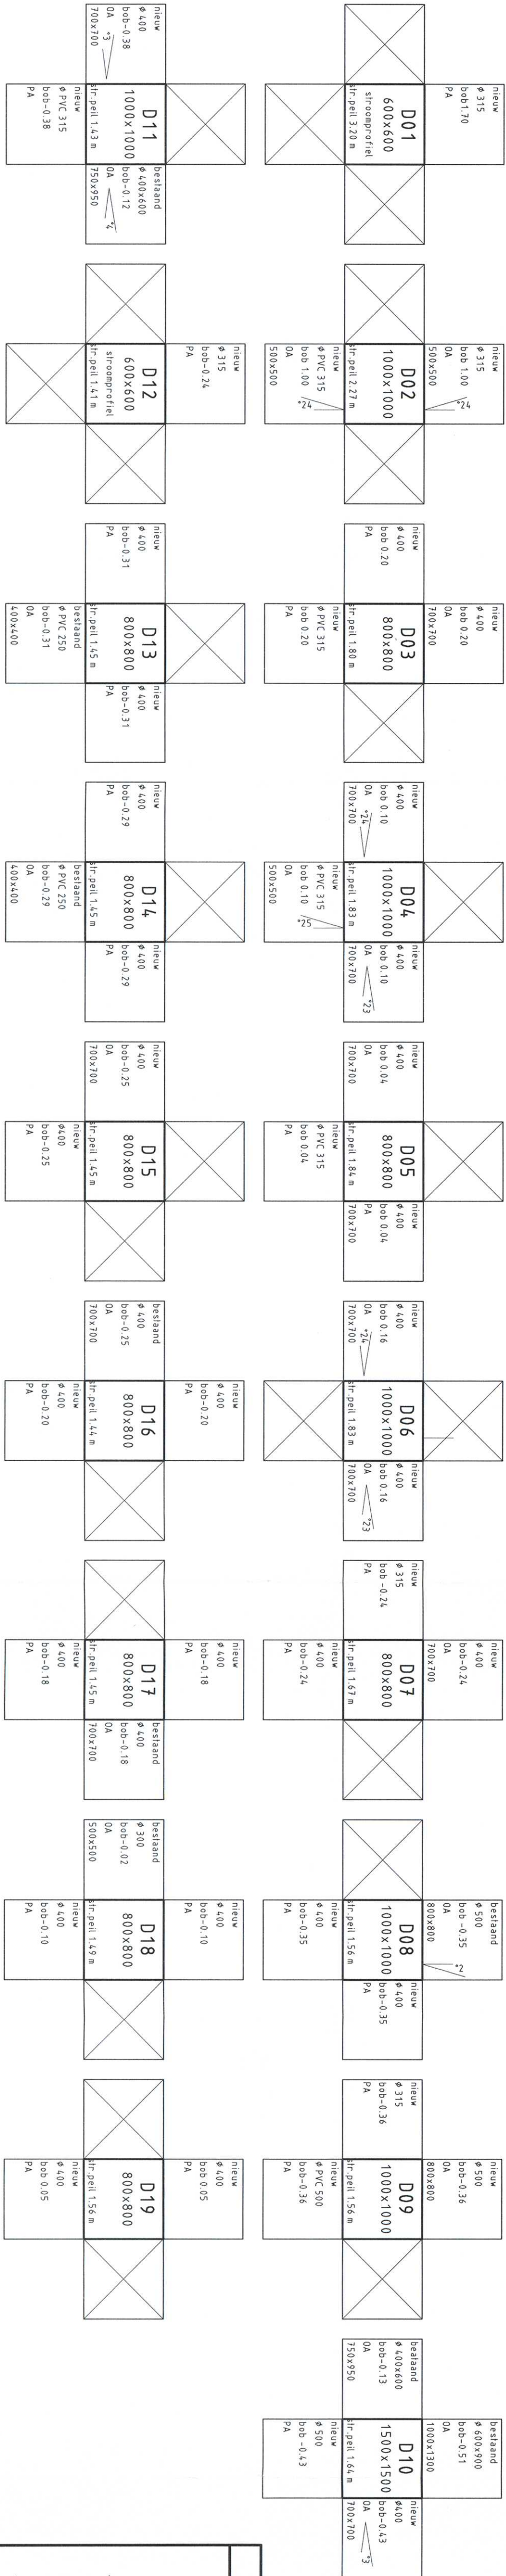 nieuw
ø 315
bob 1.70
PA
D01
600x600
stroomprofiel
str.peil 3.20 m
nieuw
ø 315
bob 1.00
OA
500x500
*24
D02
1000x1000
str.peil 2.27 m
nieuw
ø PVC 315
bob 1.00
OA
500x500
*24
nieuw
ø 400
bob 0.20
OA
700x700
nieuw
ø 400
bob 0.20
PA
D03
800x800
str.peil 1.80 m
nieuw
ø PVC 315
bob 0.20
PA
nieuw
ø 400
bob 0.10
OA
700x700
*24
D04
1000x1000
str.peil 1.83 m
nieuw
ø 400
bob 0.10
OA
700x700
*23
nieuw
ø PVC 315
bob 0.10
OA
500x500
*25
nieuw
ø 400
bob 0.04
OA
700x700
D05
800x800
str.peil 1.84 m
nieuw
ø 400
bob 0.04
PA
700x700
nieuw
ø PVC 315
bob 0.04
PA
nieuw
ø 400
bob 0.16
OA
700x700
*24
D06
1000x1000
str.peil 1.83 m
nieuw
ø 400
bob 0.16
OA
700x700
*23
nieuw
ø 400
bob-0.24
OA
700x700
nieuw
ø 315
bob -0.24
PA
D07
800x800
str.peil 1.67 m
nieuw
ø 400
bob-0.24
PA
bestaand
ø 500
bob -0.35
OA
800x800
*2
D08
1000x1000
str.peil 1.56 m
nieuw
ø 400
bob-0.35
PA
nieuw
ø 400
bob-0.35
PA
nieuw
ø 500
bob-0.36
OA
800x800
nieuw
ø 315
bob-0.36
PA
D09
1000x1000
str.peil 1.56 m
nieuw
ø PVC 500
bob-0.36
PA
bestaand
ø 600x900
bob-0.51
OA
1000x1300
beataand
ø 400x600
bob-0.13
OA
750x950
D10
1500x1500
str.peil 1.64 m
nieuw
ø400
bob-0.43
OA
700x700
*3
nieuw
ø 500
bob -0.43
PA
nieuw
ø 400
bob-0.38
OA
700x700
*3
D11
1000x1000
str.peil 1.43 m
bestaand
ø 400x600
bob-0.12
OA
750x950
*4
nieuw
ø PVC 315
bob-0.38
PA
nieuw
ø 315
bob-0.24
PA
D12
600x600
stroomprofiel
str.peil 1.41 m
nieuw
ø 400
bob-0.31
PA
D13
800x800
str.peil 1.45 m
nieuw
ø 400
bob-0.31
PA
bestaand
ø PVC 250
bob-0.31
OA
400x400
nieuw
ø 400
bob-0.29
PA
D14
800x800
str.peil 1.45 m
nieuw
ø 400
bob-0.29
PA
bestaand
ø PVC 250
bob-0.29
OA
400x400
nieuw
ø 400
bob-0.25
OA
700x700
D15
800x800
str.peil 1.45 m
nieuw
ø400
bob-0.25
PA
nieuw
ø 400
bob-0.20
PA
bestaand
ø 400
bob-0.25
OA
700x700
D16
800x800
str.peil 1.44 m
nieuw
ø 400
bob-0.20
PA
nieuw
ø 400
bob-0.18
PA
D17
800x800
str.peil 1.45 m
bestaand
ø 400
bob-0.18
OA
700x700
nieuw
ø 400
bob-0.18
PA
nieuw
ø 400
bob-0.10
PA
bestaand
ø 300
bob-0.02
OA
500x500
D18
800x800
str.peil 1.49 m
nieuw
ø 400
bob-0.10
PA
nieuw
ø 400
bob 0.05
PA
D19
800x800
str.peil 1.56 m
nieuw
ø 400
bob 0.05
PA